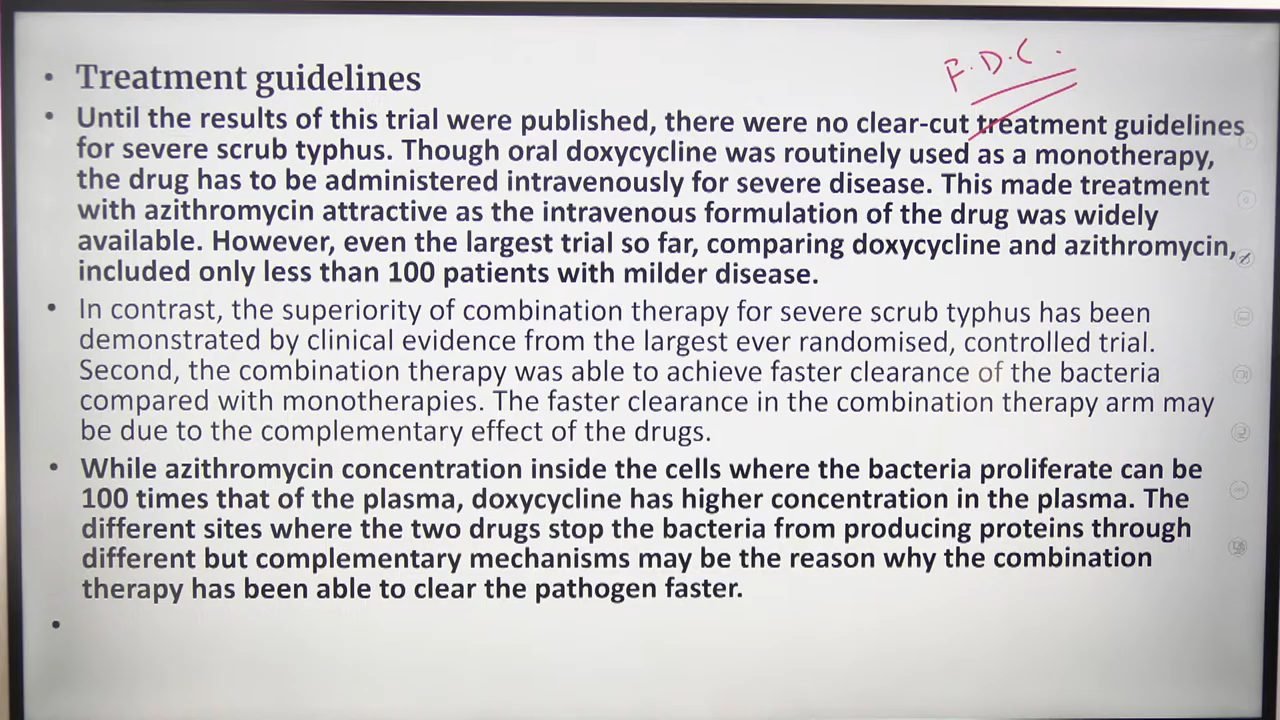 F.D.C.
• Treatment guidelines
• Until the results of this trial were published, there were no clear-cut treatment guidelines
for severe scrub typhus. Though oral doxycycline was routinely used as a monotherapy,
the drug has to be administered intravenously for severe disease. This made treatment
with azithromycin attractive as the intravenous formulation of the drug was widely
available. However, even the largest trial so far, comparing doxycycline and azithromycin,
included only less than 100 patients with milder disease.
• In contrast, the superiority of combination therapy for severe scrub typhus has been
demonstrated by clinical evidence from the largest ever randomised, controlled trial.
Second, the combination therapy was able to achieve faster clearance of the bacteria
compared with monotherapies. The faster clearance in the combination therapy arm may
be due to the complementary effect of the drugs.
• While azithromycin concentration inside the cells where the bacteria proliferate can be
100 times that of the plasma, doxycycline has higher concentration in the plasma. The
different sites where the two drugs stop the bacteria from producing proteins through
different but complementary mechanisms may be the reason why the combination
therapy has been able to clear the pathogen faster.
•